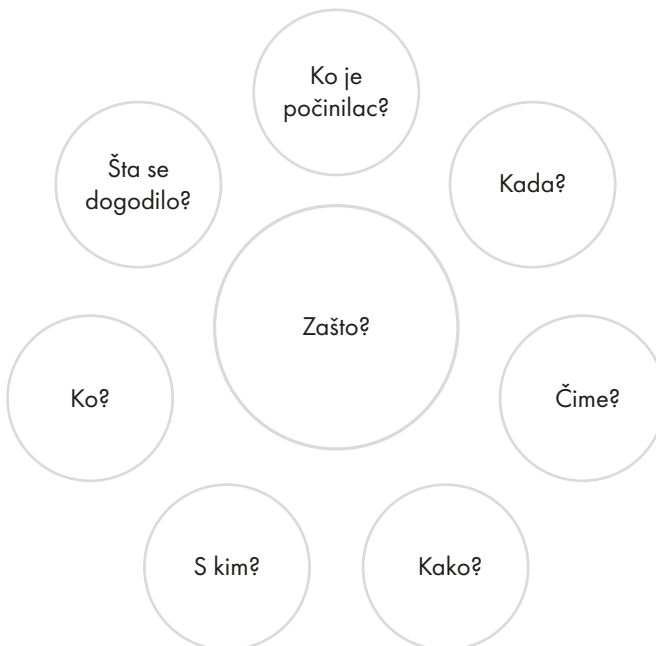 Ko je
počinilac?
Šta se
dogodilo?
Kada?
Zašto?
Ko?
Čime?
S kim?
Kako?